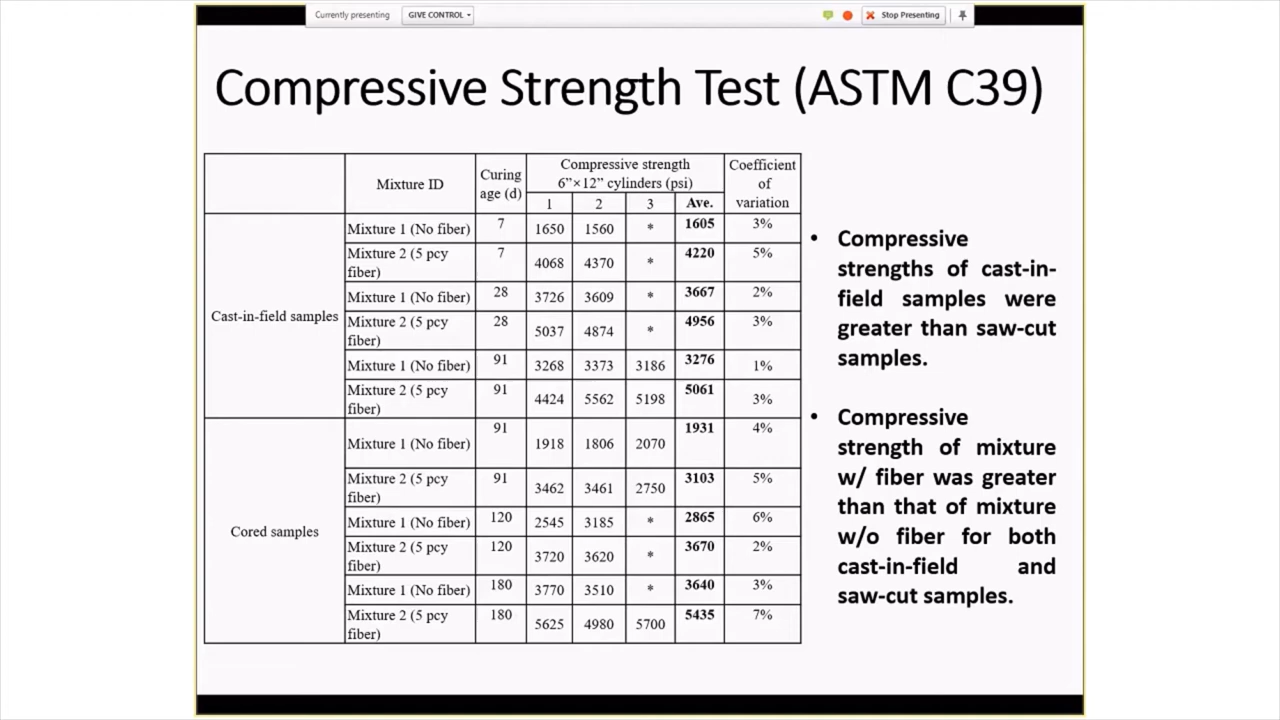 Currently presenting GIVE CONTROL Stop Presenting
Compressive Strength Test (ASTM C39)
Mixture ID Curing age (d) Compressive strength 6”×12” cylinders (psi) Coefficient of variation
1 2 3 Ave.
Cast-in-field samples
Mixture 1 (No fiber) 7 1650 1560 * 1605 3%
Mixture 2 (5 pcy fiber) 7 4068 4370 * 4220 5%
Mixture 1 (No fiber) 28 3726 3609 * 3667 2%
Mixture 2 (5 pcy fiber) 28 5037 4874 * 4956 3%
Mixture 1 (No fiber) 91 3268 3373 3186 3276 1%
Mixture 2 (5 pcy fiber) 91 4424 5562 5198 5061 3%
Cored samples
Mixture 1 (No fiber) 91 1918 1806 2070 1931 4%
Mixture 2 (5 pcy fiber) 91 3462 3461 2750 3103 5%
Mixture 1 (No fiber) 120 2545 3185 * 2865 6%
Mixture 2 (5 pcy fiber) 120 3720 3620 * 3670 2%
Mixture 1 (No fiber) 180 3770 3510 * 3640 3%
Mixture 2 (5 pcy fiber) 180 5625 4980 5700 5435 7%
• Compressive
strengths of cast-in-
field samples were
greater than saw-cut
samples.
• Compressive
strength of mixture
w/ fiber was greater
than that of mixture
w/o fiber for both
cast-in-field and
saw-cut samples.